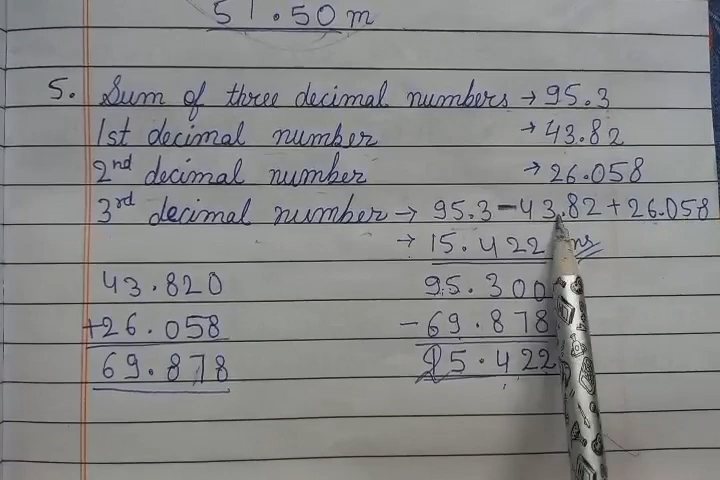 51.50 m
5. Sum of three decimal numbers → 95.3
1st decimal number → 43.82
2nd decimal number → 26.058
3rd decimal number → 95.3 - 43.82 + 26.058
→ 15.422
43.820 95.300
+26.058 -69.878
69.878 25.422